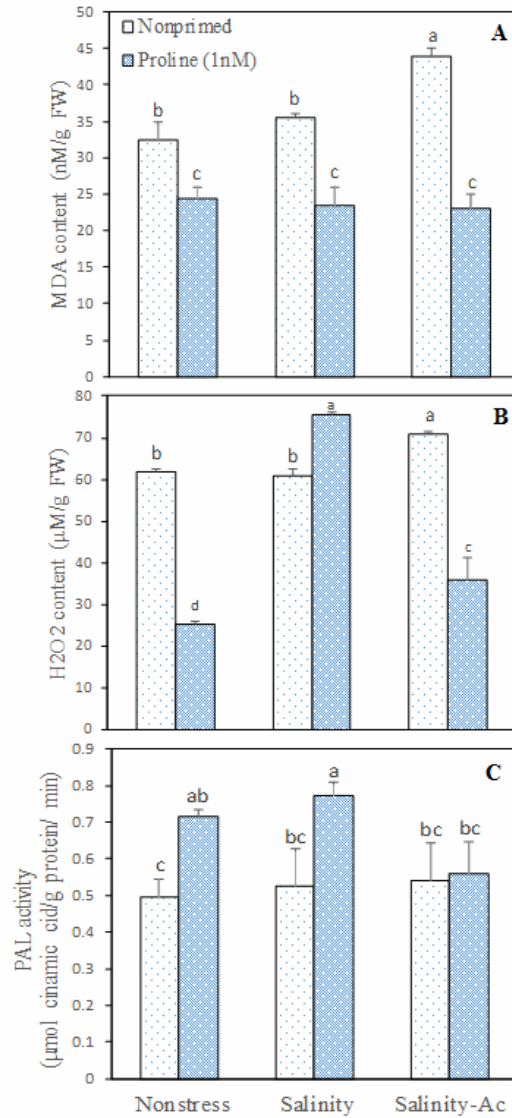 50
A
Nonprimed
a
45
Proline (1nM)
40
b
35
b
30
c
c
c
25
20
15
10
5
0
MDA content (nM/g FW)
80
a
B
a
70
b
b
60
50
c
40
d
30
20
10
0
H2O2 content (µM/g FW)
0.9
C
a
0.8
ab
0.7
bc
bc
bc
0.6
c
0.5
0.4
0.3
0.2
0.1
0
PAL activity
(µmol cinamic cid/g protein/ min)
Nonstress Salinity Salinity-Ac